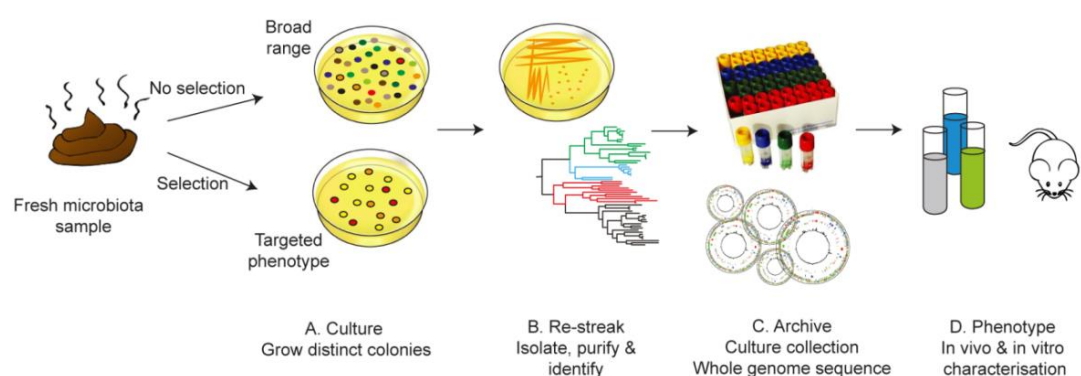 Broad
range
No selection
Selection
Fresh microbiota
sample
Targeted
phenotype
A. Culture
Grow distinct colonies
B. Re-streak
Isolate, purify &
identify
C. Archive
Culture collection
Whole genome sequence
D. Phenotype
In vivo & in vitro
characterisation